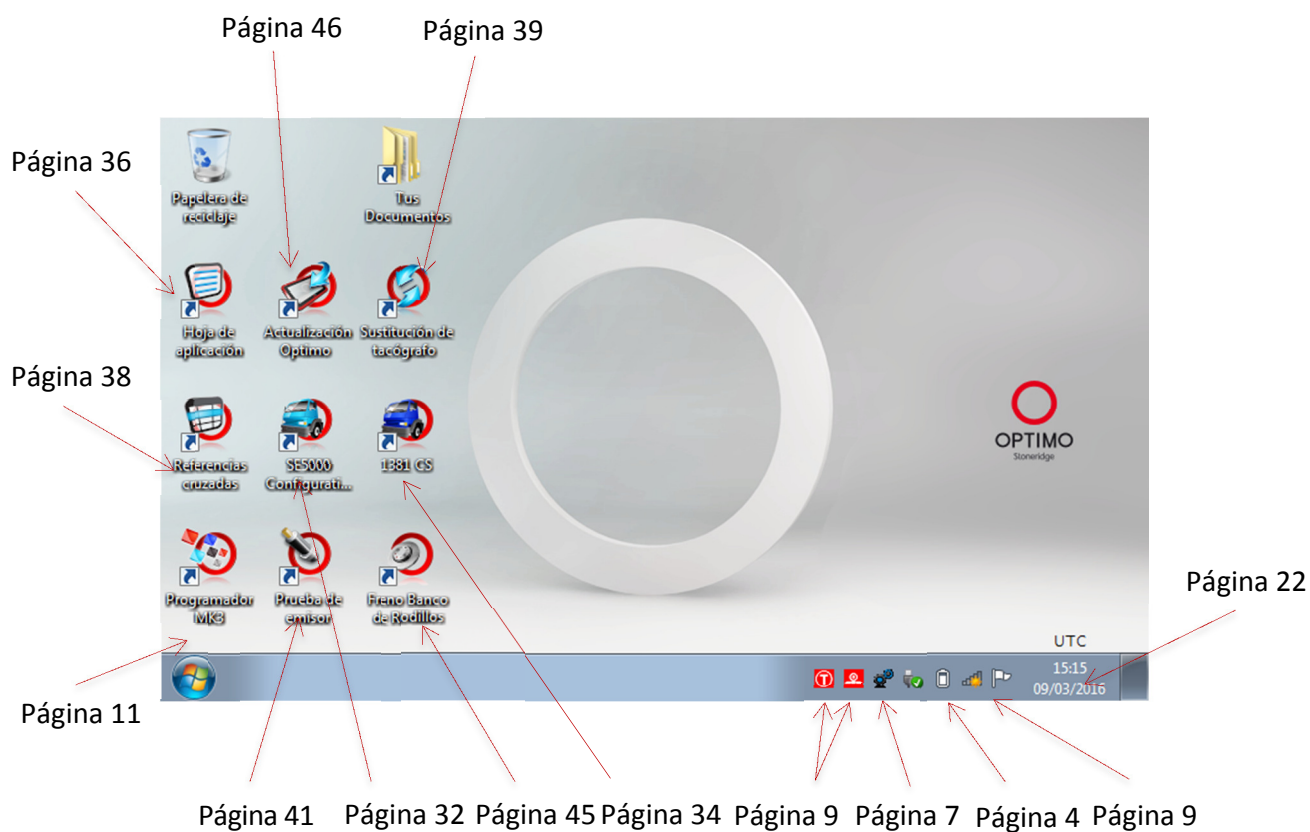 Página 46
Página 39
Página 36
Papelera de
reciclaje
Tus
Documentos
Hoja de
aplicación
Actualización
Optimo
Sustitución de
tacógrafo
Página 38
OPTIMO
Stoneridge
Referencias
cruzadas
SE5000
Configurati...
1381 CS
Página 22
Programador
MK3
Prueba de
emisor
Freno Banco
de Rodillos
UTC
15:15
09/03/2016
Página 11
Página 41
Página 32
Página 45
Página 34
Página 9
Página 7
Página 4
Página 9